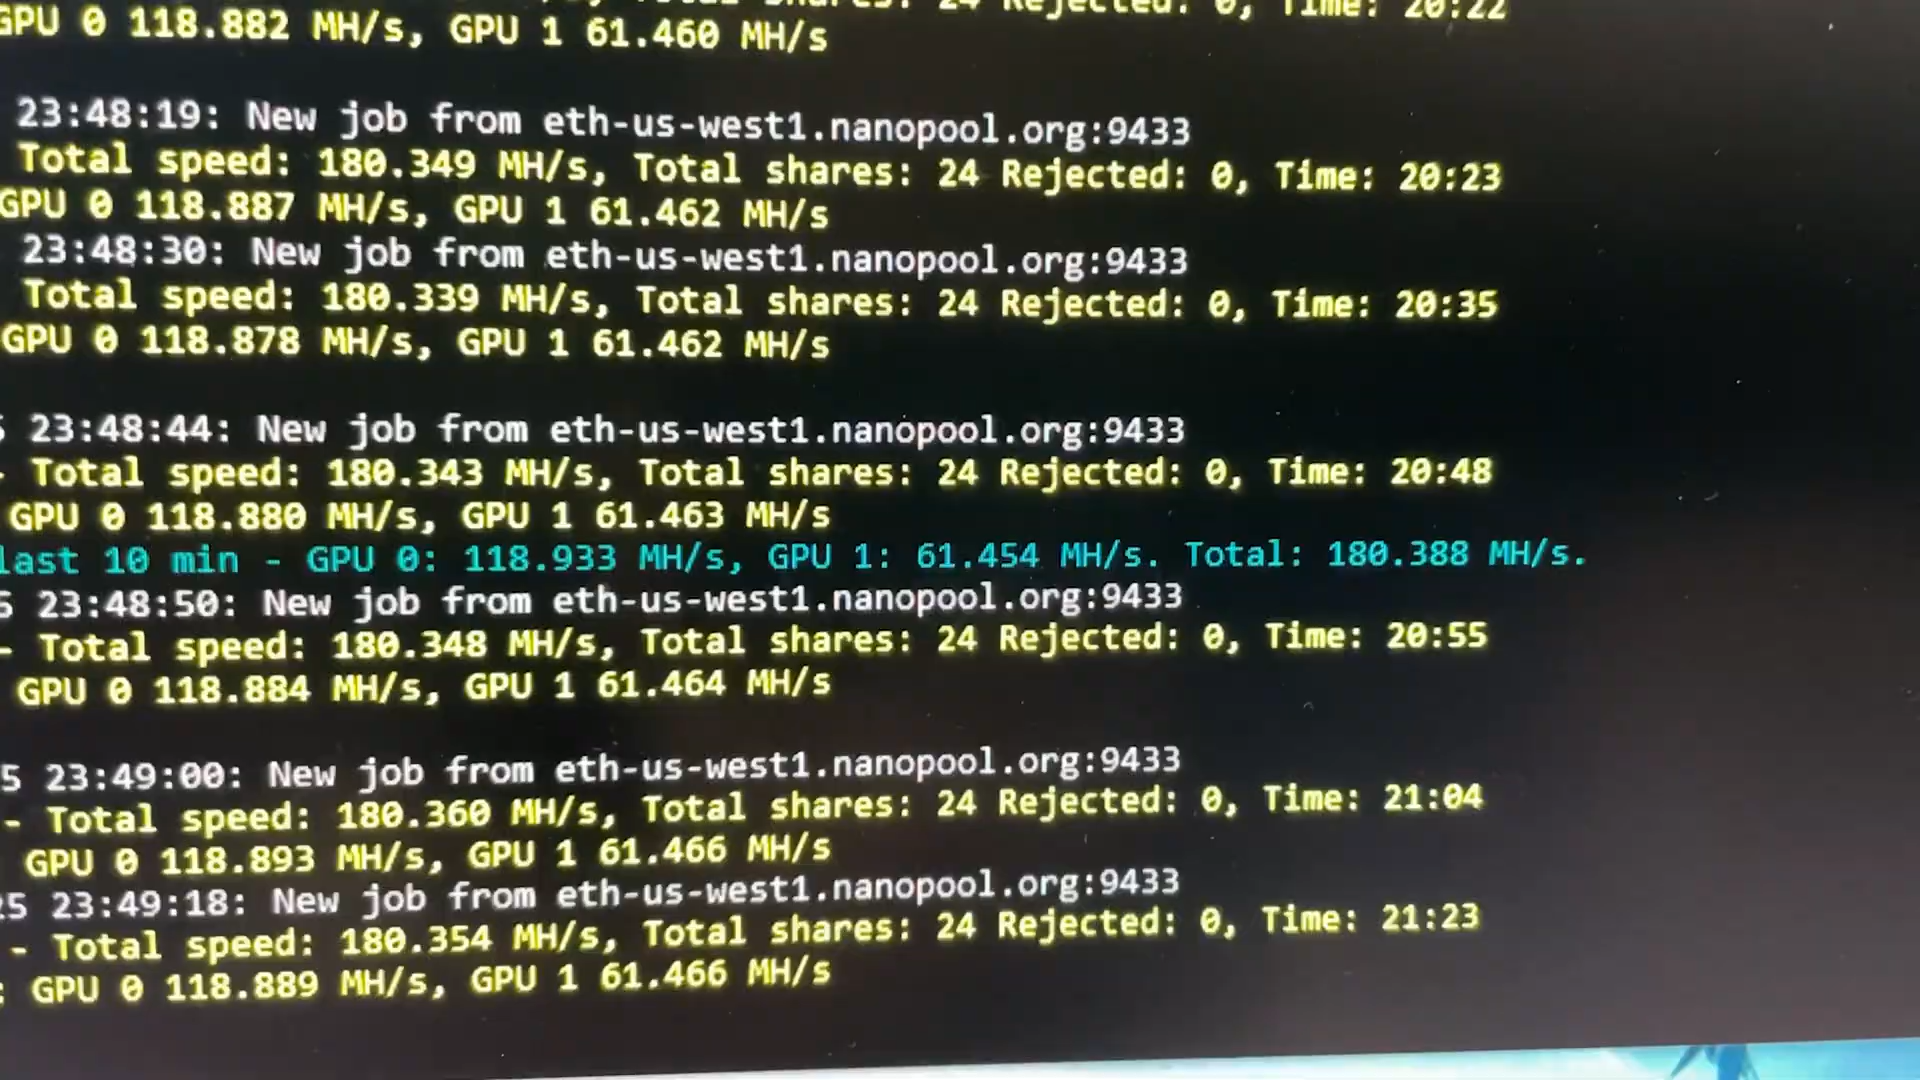 Total shares: 24 Rejected: 0, Time: 20:22
GPU 0 118.882 MH/s, GPU 1 61.460 MH/s
23:48:19: New job from eth-us-west1.nanopool.org:9433
Total speed: 180.349 MH/s, Total shares: 24 Rejected: 0, Time: 20:23
GPU 0 118.887 MH/s, GPU 1 61.462 MH/s
23:48:30: New job from eth-us-west1.nanopool.org:9433
Total speed: 180.339 MH/s, Total shares: 24 Rejected: 0, Time: 20:35
GPU 0 118.878 MH/s, GPU 1 61.462 MH/s
23:48:44: New job from eth-us-west1.nanopool.org:9433
- Total speed: 180.343 MH/s, Total shares: 24 Rejected: 0, Time: 20:48
GPU 0 118.880 MH/s, GPU 1 61.463 MH/s
last 10 min - GPU 0: 118.933 MH/s, GPU 1: 61.454 MH/s. Total: 180.388 MH/s.
5 23:48:50: New job from eth-us-west1.nanopool.org:9433
- Total speed: 180.348 MH/s, Total shares: 24 Rejected: 0, Time: 20:55
GPU 0 118.884 MH/s, GPU 1 61.464 MH/s
5 23:49:00: New job from eth-us-west1.nanopool.org:9433
- Total speed: 180.360 MH/s, Total shares: 24 Rejected: 0, Time: 21:04
GPU 0 118.893 MH/s, GPU 1 61.466 MH/s
25 23:49:18: New job from eth-us-west1.nanopool.org:9433
- Total speed: 180.354 MH/s, Total shares: 24 Rejected: 0, Time: 21:23
: GPU 0 118.889 MH/s, GPU 1 61.466 MH/s